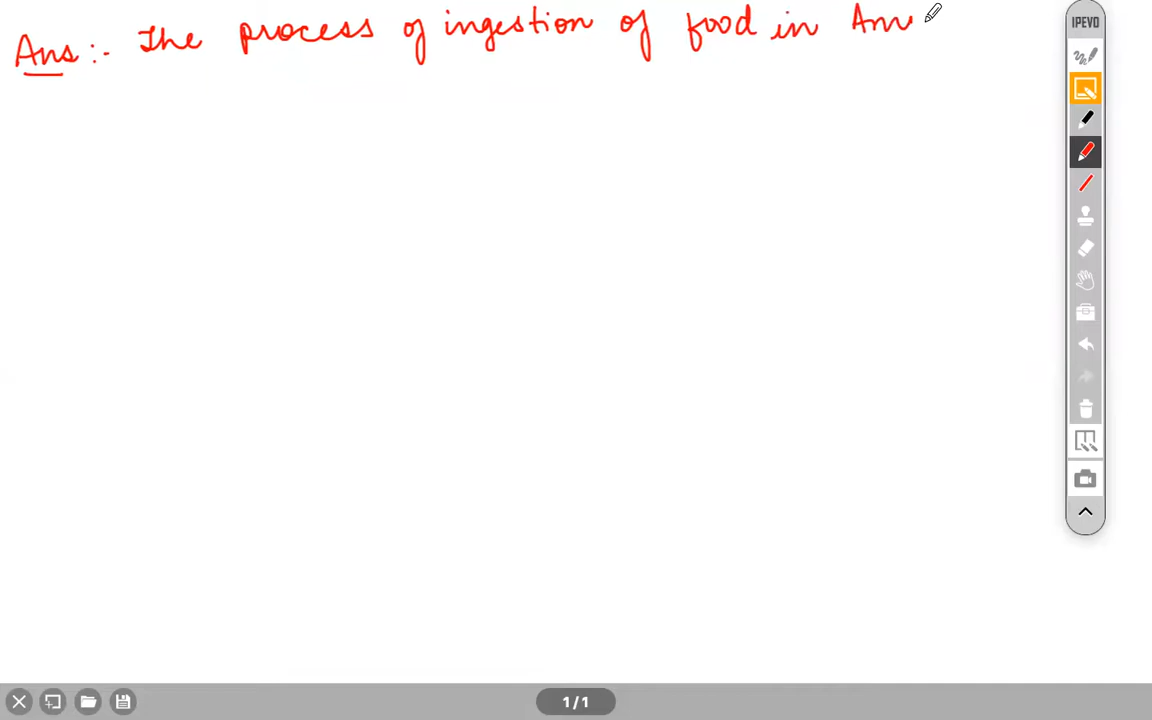 Ans :- The process of ingestion of food in Am
IPEVO
1/1